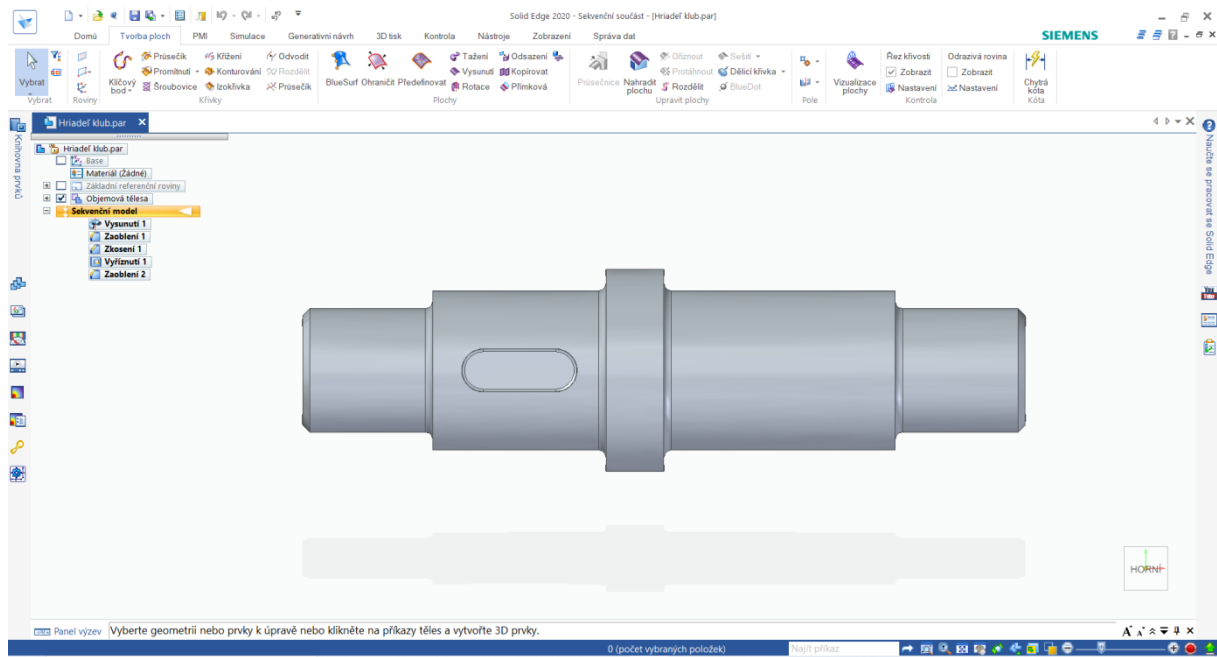 Solid Edge 2020 - Sekvenční součást - [Hriadeľ klub.par]
Domů Tvorba ploch PMI Simulace Generativní návrh 3D tisk Kontrola Nástroje Zobrazení Správa dat SIEMENS
Vybrat
Vybrat
Roviny
Klíčový bod
Průsečík Křížení Odvodit
Promítnutí Konturování Rozdělit
Šroubovice Izokřivka Průsečík
Křivky
BlueSurf Ohraničit Předefinovat
Tažení Odsazení
Vysunutí Kopírovat
Rotace Přímková
Plochy
Průsečnice Nahradit plochu
Oříznout Sešití
Protáhnout Dělicí křivka
Rozdělit BlueDot
Upravit plochy
Pole
Vizualizace plochy
Řez křivosti Odrazivá rovina
Zobrazit Zobrazit
Nastavení Nastavení
Kontrola
Chytrá kóta
Kóta
Hriadeľ klub.par
Knihovna prvků
Hriadeľ klub.par
Base
Materiál (Žádné)
Základní referenční roviny
Objemová tělesa
Sekvenční model
Vysunutí 1
Zaoblení 1
Zkosení 1
Vyříznutí 1
Zaoblení 2
Naučte se pracovat se Solid Edge
You Tube
HORNÍ
Panel výzev Vyberte geometrii nebo prvky k úpravě nebo klikněte na příkazy těles a vytvořte 3D prvky.
0 (počet vybraných položek) Najít příkaz